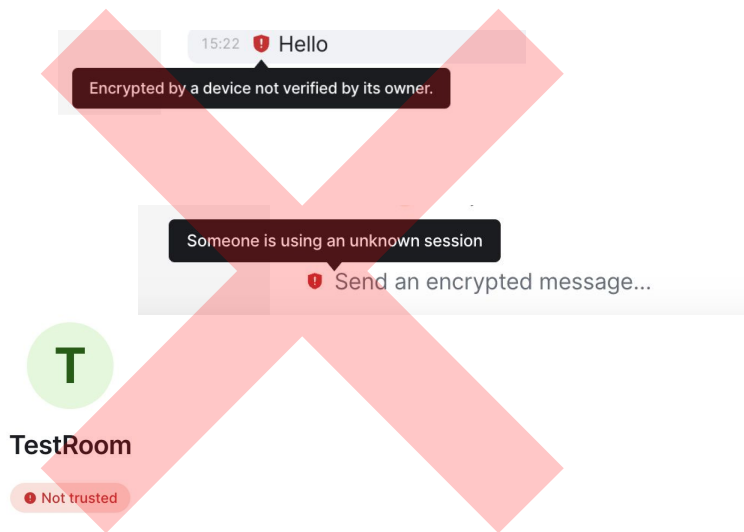 15:22 Hello
Encrypted by a device not verified by its owner.
Someone is using an unknown session
Send an encrypted message...
T
TestRoom
Not trusted